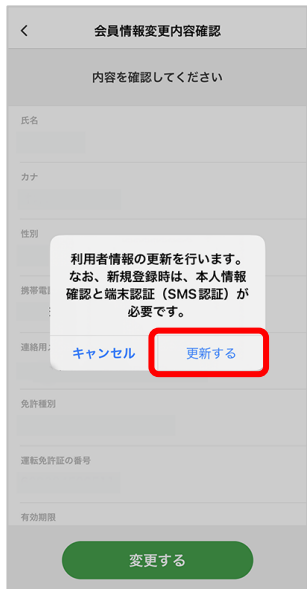 会員情報変更内容確認
内容を確認してください
氏名
カナ
性別
利用者情報の更新を行います。
なお、新規登録時は、本人情報
確認と端末認証（SMS認証）が
必要です。
携帯電
連絡用
キャンセル
更新する
免許種別
運転免許証の番号
有効期限
変更する